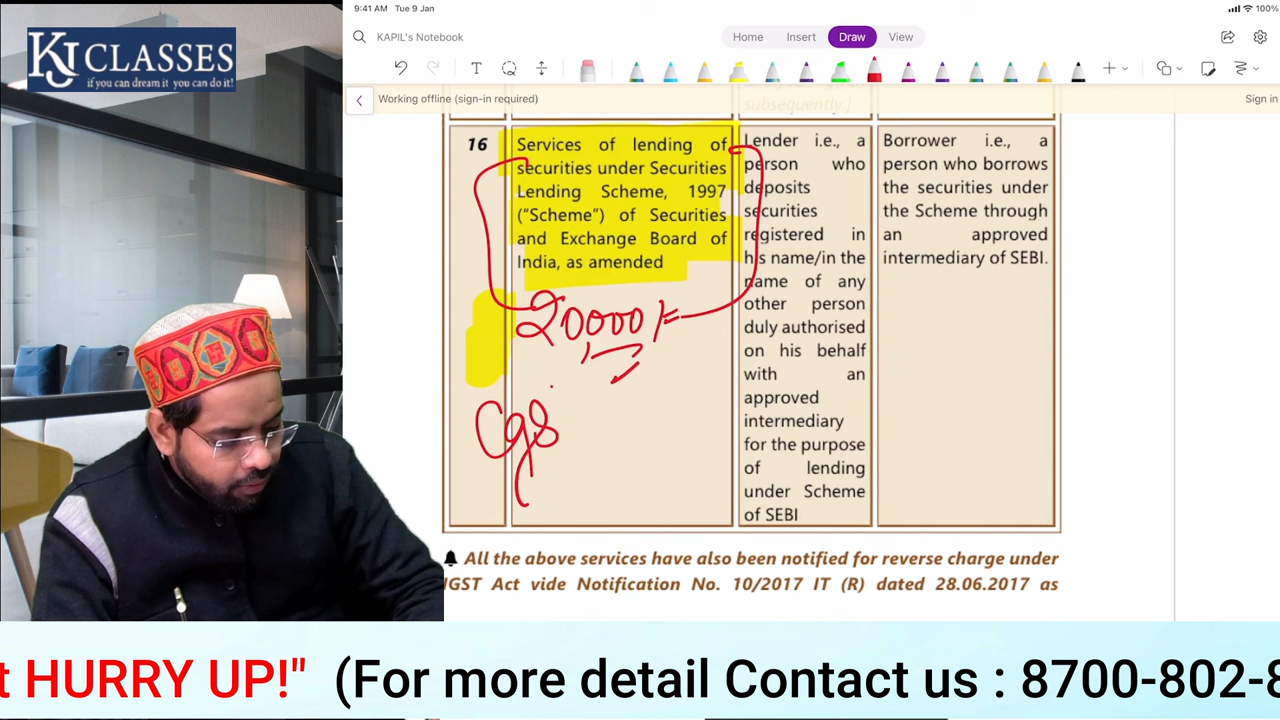 9:41 AM Tue 9 Jan
100%
KJ CLASSES
if you can dream it you can do it!
KAPIL's Notebook
Home Insert Draw View
T
Working offline (sign-in required)
Sign in
subsequently.]
16
Services of lending of
securities under Securities
Lending Scheme, 1997
(“Scheme”) of Securities
and Exchange Board of
India, as amended
20000/=
CGS
Lender i.e., a
person who
deposits
securities
registered in
his name/in the
name of any
other person
duly authorised
on his behalf
with an
approved
intermediary
for the purpose
of lending
under Scheme
of SEBI
Borrower i.e., a
person who borrows
the securities under
the Scheme through
an approved
intermediary of SEBI.
All the above services have also been notified for reverse charge under
IGST Act vide Notification No. 10/2017 IT (R) dated 28.06.2017 as
t HURRY UP!" (For more detail Contact us : 8700-802-8